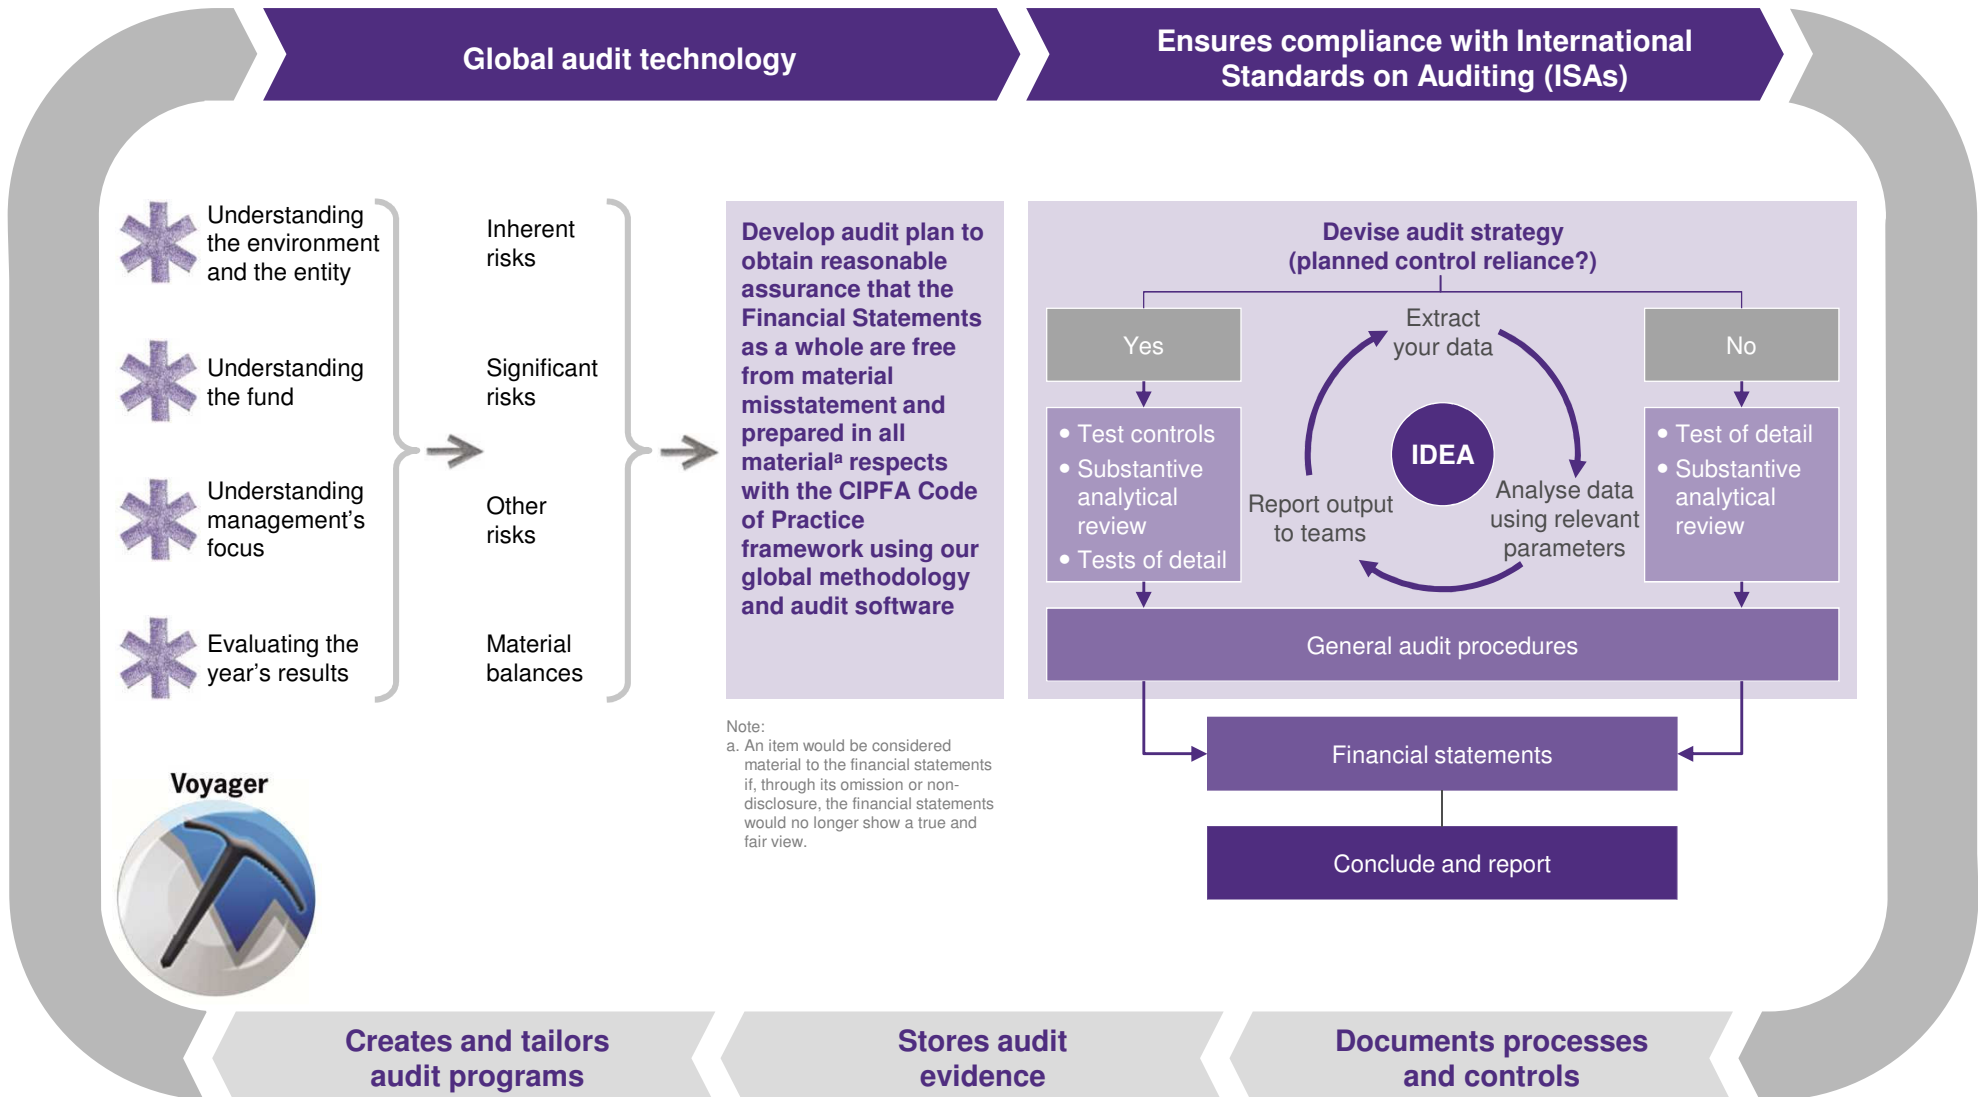 Global audit technology
Ensures compliance with International
Standards on Auditing (ISAs)
Understanding
the environment
and the entity
Understanding
the fund
Understanding
management’s
focus
Evaluating the
year’s results
Inherent
risks
Significant
risks
Other
risks
Material
balances
Develop audit plan to
obtain reasonable
assurance that the
Financial Statements
as a whole are free
from material
misstatement and
prepared in all
materialª respects
with the CIPFA Code
of Practice
framework using our
global methodology
and audit software
Note:
a. An item would be considered
material to the financial statements
if, through its omission or non-
disclosure, the financial statements
would no longer show a true and
fair view.
Devise audit strategy
(planned control reliance?)
Yes
• Test controls
• Substantive
analytical
review
• Tests of detail
Extract
your data
IDEA
Report output
to teams
Analyse data
using relevant
parameters
No
• Test of detail
• Substantive
analytical
review
General audit procedures
Financial statements
Conclude and report
Voyager
Creates and tailors
audit programs
Stores audit
evidence
Documents processes
and controls